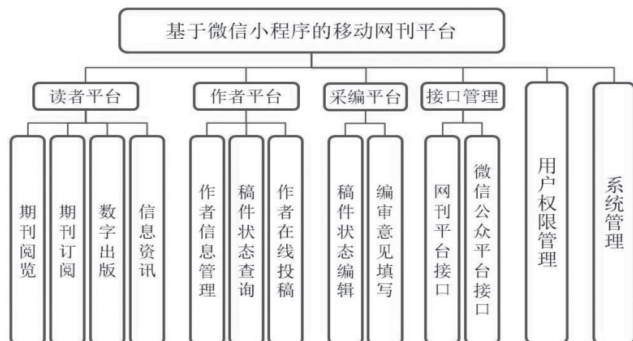 基于微信小程序的移动网刊平台
读者平台
作者平台
采编平台
接口管理
用户权限管理
系统管理
期刊阅览
期刊订阅
数字出版
信息资讯
作者信息管理
稿件状态查询
作者在线投稿
稿件状态编辑
编审意见填写
网刊平台接口
微信公众平台接口